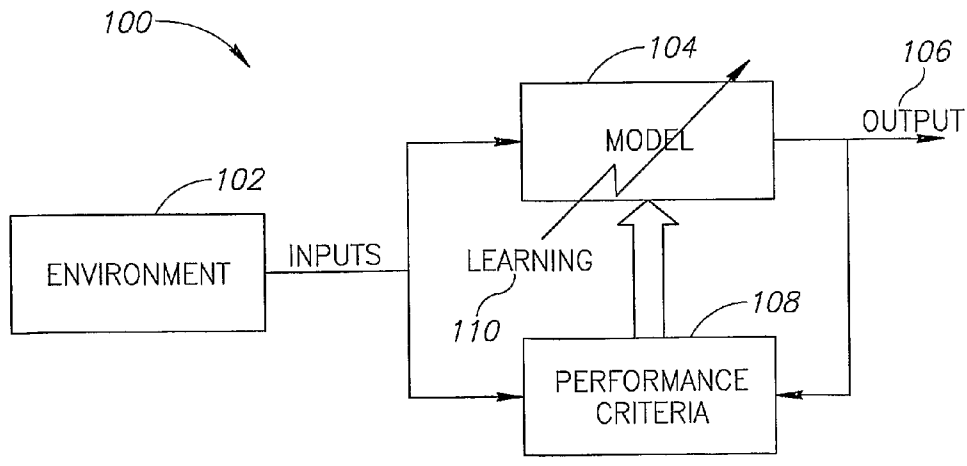 100
104
106
MODEL
OUTPUT
102
ENVIRONMENT
INPUTS
LEARNING
110
108
PERFORMANCE
CRITERIA